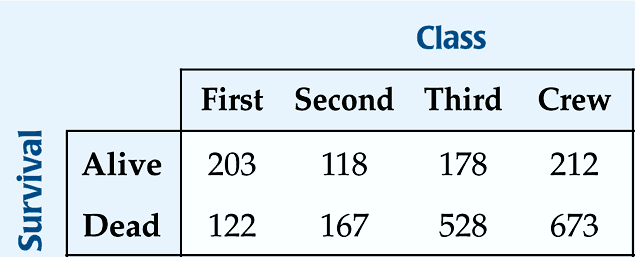 Class
First Second Third Crew
Survival
Alive 203 118 178 212
Dead 122 167 528 673